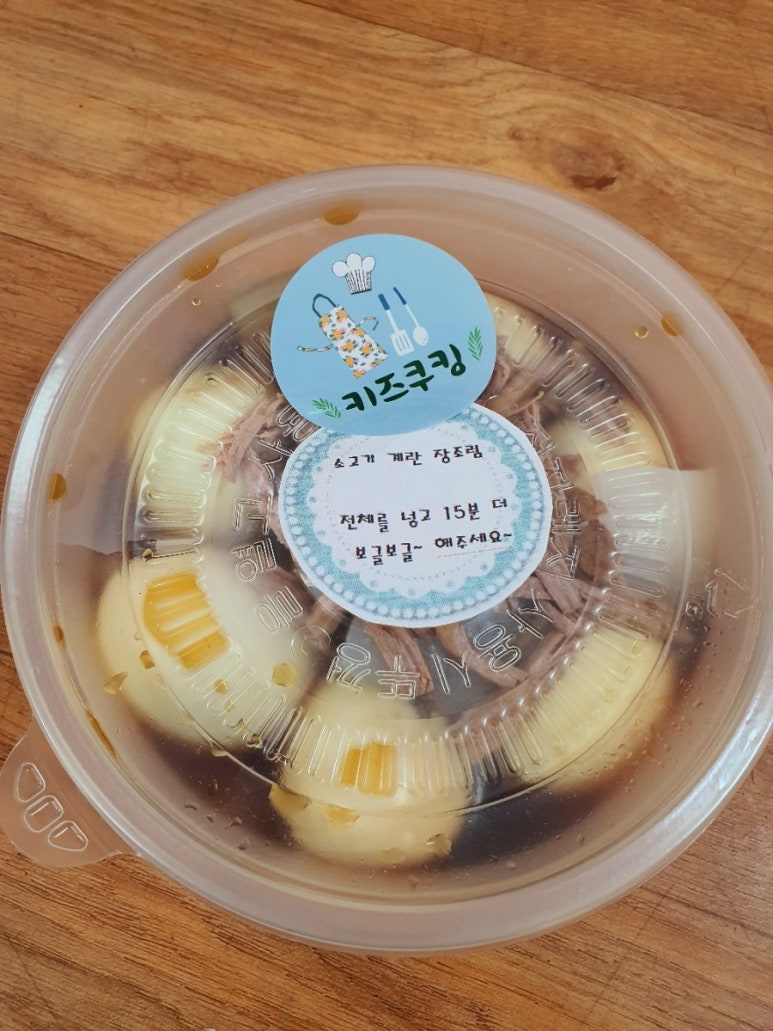 키즈쿠킹
소고기 계란 장조림
전체를 넣고 15분 더
보글보글~ 해주세요~